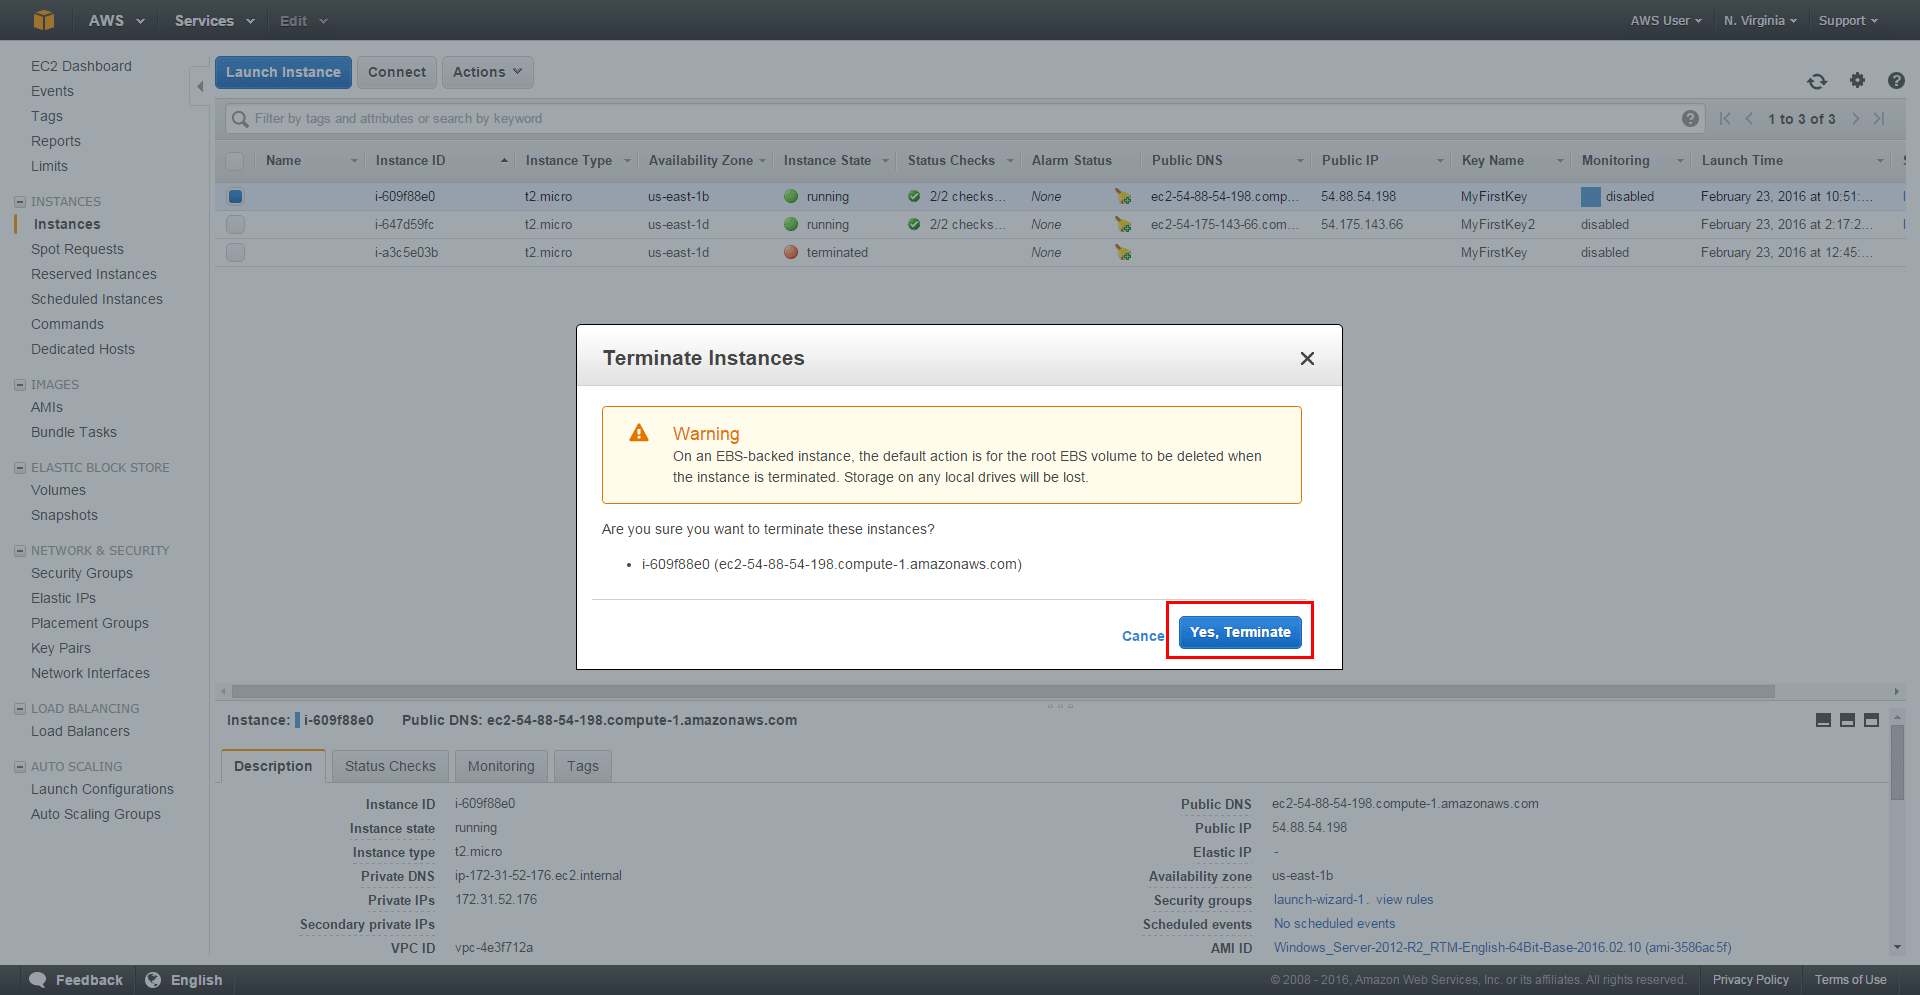 AWS Services Edit AWS User N. Virginia Support
EC2 Dashboard
Events
Tags
Reports
Limits
INSTANCES
Instances
Spot Requests
Reserved Instances
Scheduled Instances
Commands
Dedicated Hosts
IMAGES
AMIs
Bundle Tasks
ELASTIC BLOCK STORE
Volumes
Snapshots
NETWORK & SECURITY
Security Groups
Elastic IPs
Placement Groups
Key Pairs
Network Interfaces
LOAD BALANCING
Load Balancers
AUTO SCALING
Launch Configurations
Auto Scaling Groups
Launch Instance Connect Actions
Filter by tags and attributes or search by keyword 1 to 3 of 3
Name Instance ID Instance Type Availability Zone Instance State Status Checks Alarm Status Public DNS Public IP Key Name Monitoring Launch Time
i-609f88e0 t2.micro us-east-1b running 2/2 checks... None ec2-54-88-54-198.comp... 54.88.54.198 MyFirstKey disabled February 23, 2016 at 10:51:...
i-647d59fc t2.micro us-east-1d running 2/2 checks... None ec2-54-175-143-66.com... 54.175.143.66 MyFirstKey2 disabled February 23, 2016 at 2:17:2...
i-a3c5e03b t2.micro us-east-1d terminated None MyFirstKey disabled February 23, 2016 at 12:45:...
Terminate Instances
Warning
On an EBS-backed instance, the default action is for the root EBS volume to be deleted when
the instance is terminated. Storage on any local drives will be lost.
Are you sure you want to terminate these instances?
• i-609f88e0 (ec2-54-88-54-198.compute-1.amazonaws.com)
Cance Yes, Terminate
Instance: i-609f88e0 Public DNS: ec2-54-88-54-198.compute-1.amazonaws.com
Description Status Checks Monitoring Tags
Instance ID i-609f88e0 Public DNS ec2-54-88-54-198.compute-1.amazonaws.com
Instance state running Public IP 54.88.54.198
Instance type t2.micro Elastic IP -
Private DNS ip-172-31-52-176.ec2.internal Availability zone us-east-1b
Private IPs 172.31.52.176 Security groups launch-wizard-1. view rules
Secondary private IPs Scheduled events No scheduled events
VPC ID vpc-4e3f712a AMI ID Windows_Server-2012-R2_RTM-English-64Bit-Base-2016.02.10 (ami-3586ac5f)
Feedback English © 2008 - 2016, Amazon Web Services, Inc. or its affiliates. All rights reserved. Privacy Policy Terms of Use